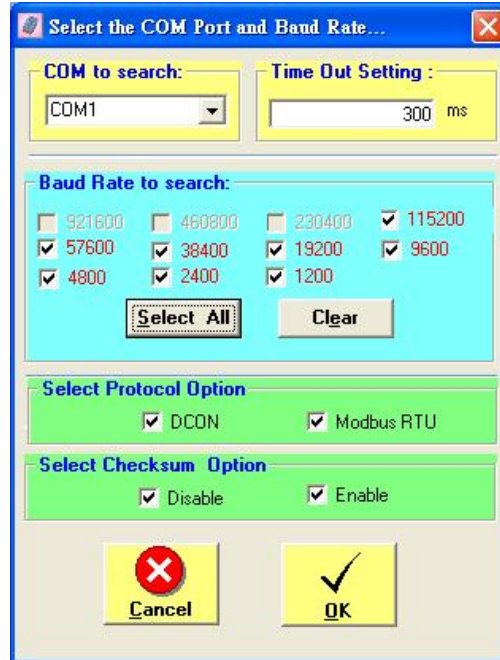 Select the COM Port and Baud Rate...
COM to search:
Time Out Setting :
COM1
300 ms
Baud Rate to search:
921600 460800 230400 115200
57600 38400 19200 9600
4800 2400 1200
Select All Clear
Select Protocol Option
DCON Modbus RTU
Select Checksum Option
Disable Enable
Cancel OK